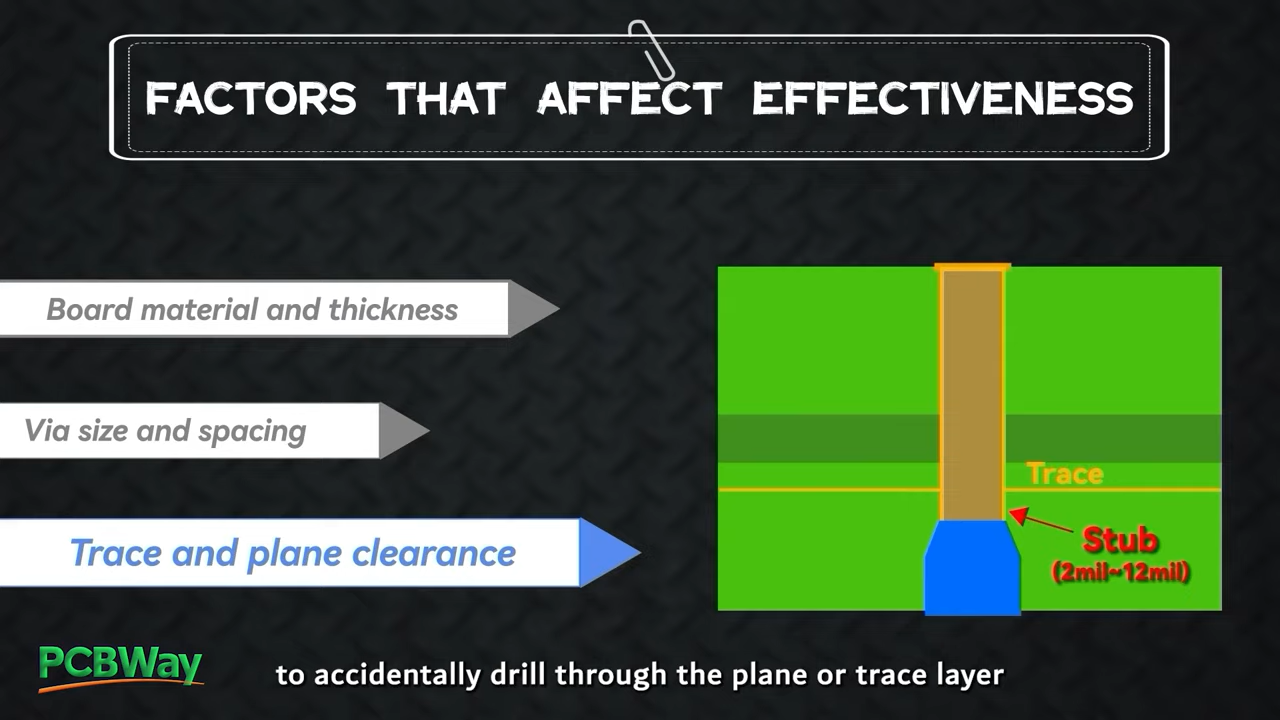 FACTORS THAT AFFECT EFFECTIVENESS
Board material and thickness
Via size and spacing
Trace and plane clearance
Trace
Stub
(2mil~12mil)
PCBWay
to accidentally drill through the plane or trace layer